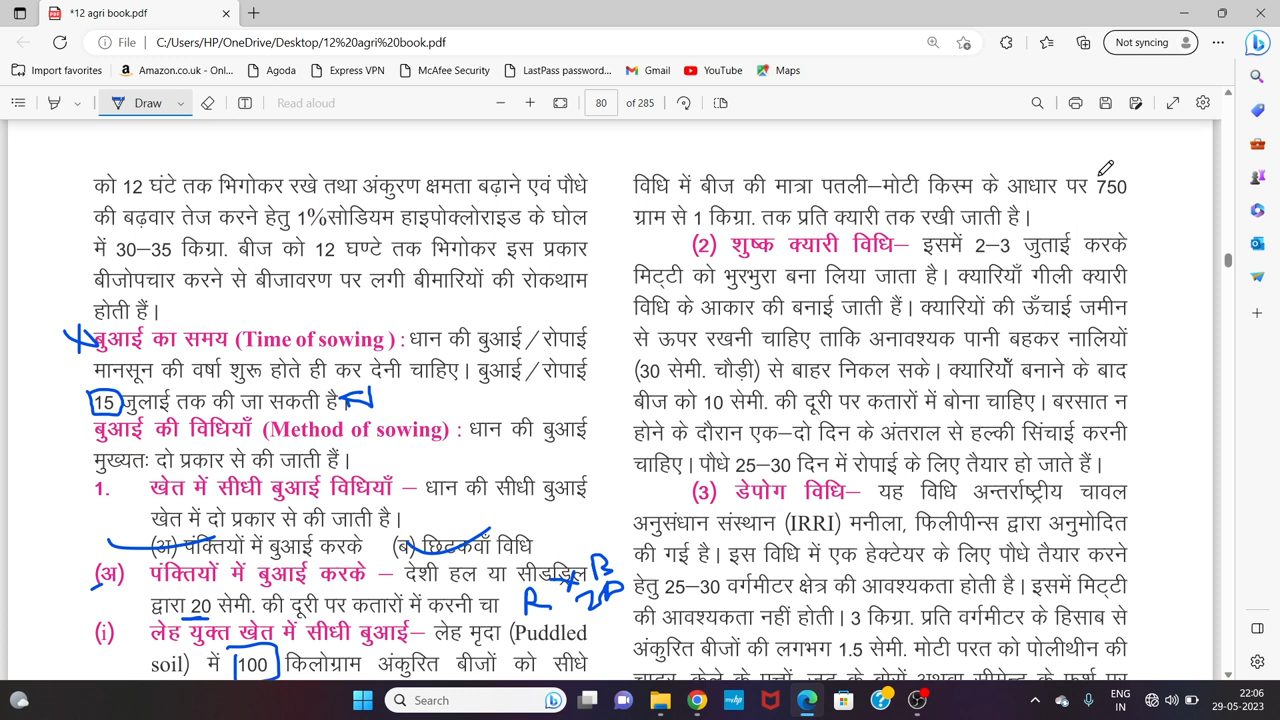 *12 agri book.pdf
File
C:/Users/HP/OneDrive/Desktop/12%20agri%20book.pdf
Not syncing
Import favorites
Amazon.co.uk - Onl...
Agoda
Express VPN
McAfee Security
LastPass password...
Gmail
YouTube
Maps
Draw
Read aloud
80
of 285
को 12 घंटे तक भिगोकर रखे तथा अंकुरण क्षमता बढ़ाने एवं पौधे
की बढ़वार तेज करने हेतु 1%सोडियम हाइपोक्लोराइड के घोल
में 30–35 किग्रा. बीज को 12 घण्टे तक भिगोकर इस प्रकार
बीजोपचार करने से बीजावरण पर लगी बीमारियों की रोकथाम
होती हैं।
बुआई का समय (Time of sowing) : धान की बुआई/रोपाई
मानसून की वर्षा शुरू होते ही कर देनी चाहिए। बुआई/रोपाई
15 जुलाई तक की जा सकती है।
बुआई की विधियाँ (Method of sowing) : धान की बुआई
मुख्यतः दो प्रकार से की जाती हैं।
1. खेत में सीधी बुआई विधियाँ – धान की सीधी बुआई
खेत में दो प्रकार से की जाती है।
(अ) पंक्तियों में बुआई करके (ब) छिटकवाँ विधि
(अ) पंक्तियों में बुआई करके – देशी हल या सीडड्रिल
द्वारा 20 सेमी. की दूरी पर कतारों में करनी चा
R
(i) लेह युक्त खेत में सीधी बुआई– लेह मृदा (Puddled
soil) में 100 किलोग्राम अंकुरित बीजों को सीधे
विधि में बीज की मात्रा पतली–मोटी किस्म के आधार पर 750
ग्राम से 1 किग्रा. तक प्रति क्यारी तक रखी जाती है।
(2) शुष्क क्यारी विधि– इसमें 2–3 जुताई करके
मिट्टी को भुरभुरा बना लिया जाता है। क्यारियाँ गीली क्यारी
विधि के आकार की बनाई जाती हैं। क्यारियों की ऊँचाई जमीन
से ऊपर रखनी चाहिए ताकि अनावश्यक पानी बहकर नालियों
(30 सेमी. चौड़ी) से बाहर निकल सके। क्यारियाँ बनाने के बाद
बीज को 10 सेमी. की दूरी पर कतारों में बोना चाहिए। बरसात न
होने के दौरान एक–दो दिन के अंतराल से हल्की सिंचाई करनी
चाहिए। पौधे 25–30 दिन में रोपाई के लिए तैयार हो जाते हैं।
(3) डेपोग विधि– यह विधि अन्तर्राष्ट्रीय चावल
अनुसंधान संस्थान (IRRI) मनीला, फिलीपीन्स द्वारा अनुमोदित
की गई है। इस विधि में एक हेक्टेयर के लिए पौधे तैयार करने
हेतु 25–30 वर्गमीटर क्षेत्र की आवश्यकता होती है। इसमें मिट्टी
की आवश्यकता नहीं होती। 3 किग्रा. प्रति वर्गमीटर के हिसाब से
अंकुरित बीजों की लगभग 1.5 सेमी. मोटी परत को पोलीथीन की
Search
ENG
IN
22:06
29-05-2023